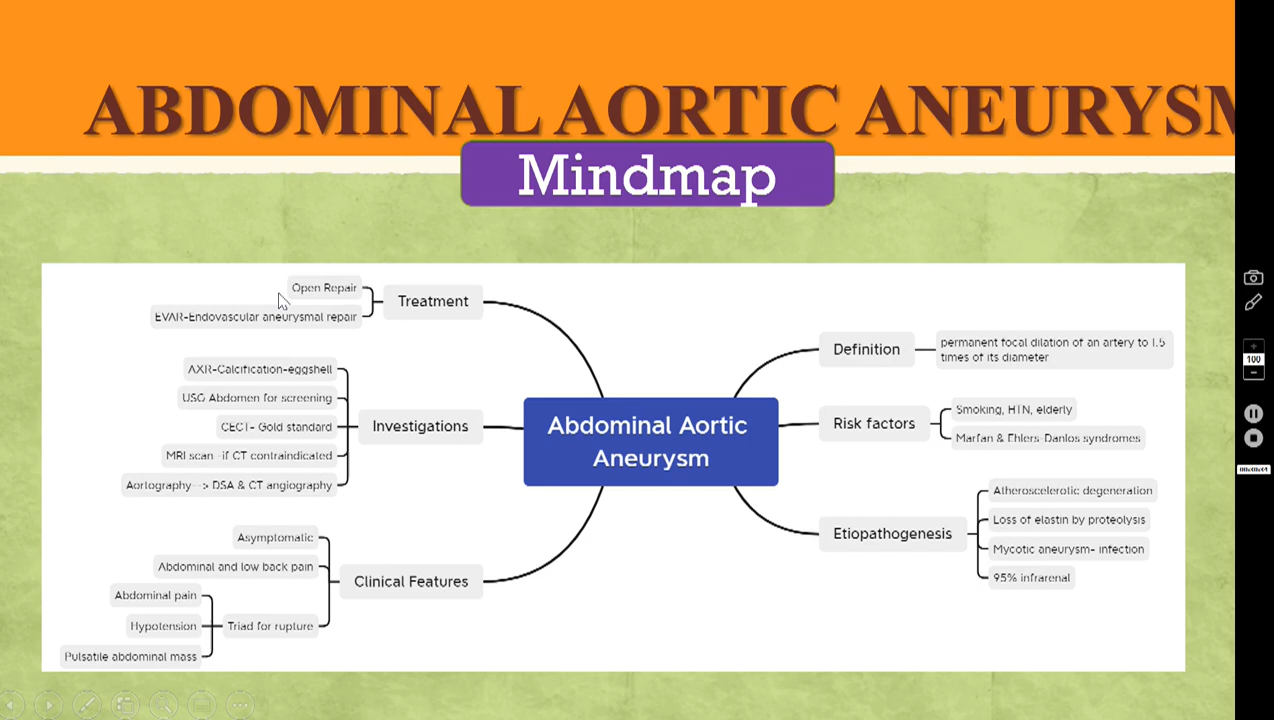 ABDOMINAL AORTIC ANEURYSM
Mindmap
Open Repair
EVAR-Endovascular aneurysmal repair
Treatment
AXR-Calcification-eggshell
USG Abdomen for screening
CECT- Gold standard
MRI scan -if CT contraindicated
Aortography--> DSA & CT angiography
Investigations
Asymptomatic
Abdominal and low back pain
Abdominal pain
Hypotension
Pulsatile abdominal mass
Triad for rupture
Clinical Features
Abdominal Aortic
Aneurysm
Definition
permanent focal dilation of an artery to 1.5
times of its diameter
Risk factors
Smoking, HTN, elderly
Marfan & Ehlers-Danlos syndromes
Etiopathogenesis
Atherosclerotic degeneration
Loss of elastin by proteolysis
Mycotic aneurysm- infection
95% infrarenal
100